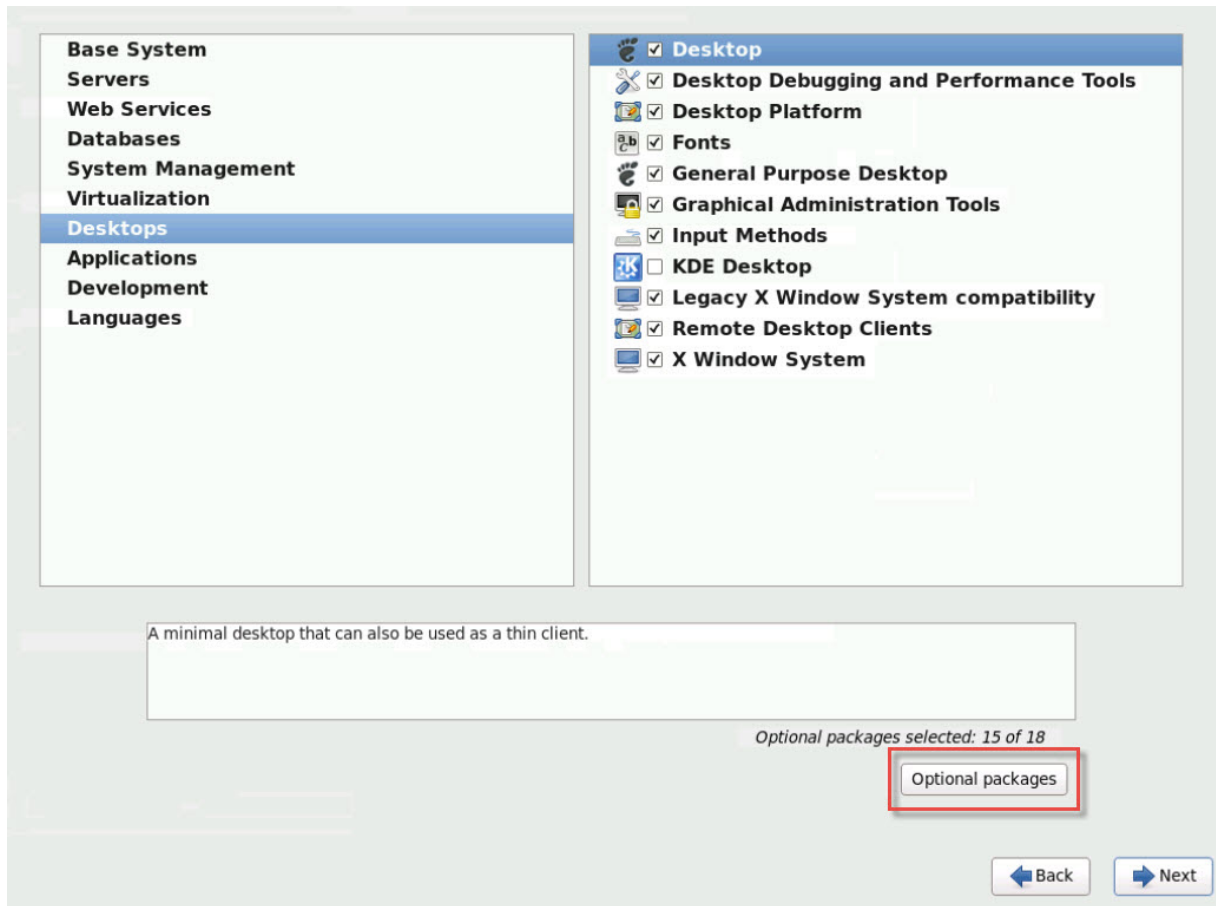 Base System
Servers
Web Services
Databases
System Management
Virtualization
Desktops
Applications
Development
Languages
Desktop
Desktop Debugging and Performance Tools
Desktop Platform
Fonts
General Purpose Desktop
Graphical Administration Tools
Input Methods
KDE Desktop
Legacy X Window System compatibility
Remote Desktop Clients
X Window System
A minimal desktop that can also be used as a thin client.
Optional packages selected: 15 of 18
Optional packages
Back
Next